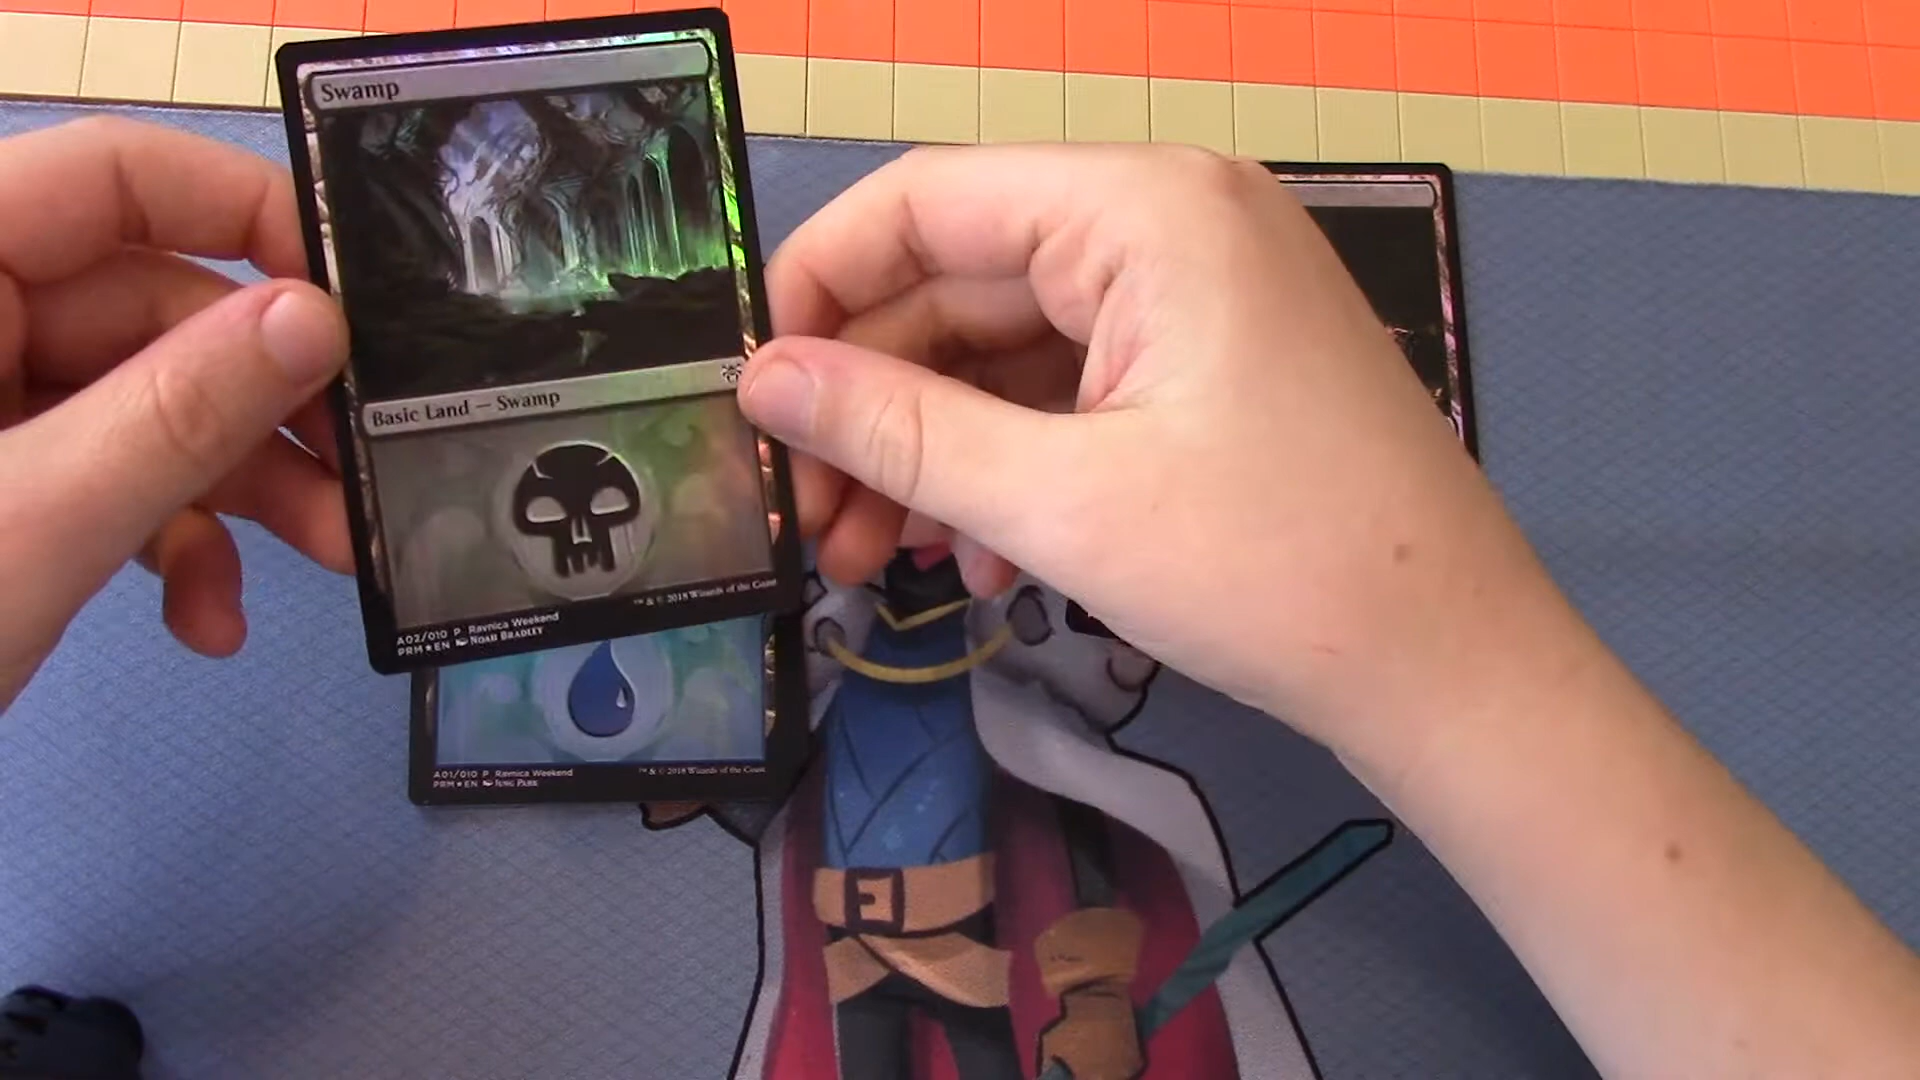 Swamp
Basic Land — Swamp
™ & © 2018 Wizards of the Coast
A02/010 P Ravnica Weekend
PRM★EN NOAH BRADLEY
A01/010 P Ravnica Weekend
™ & © 2018 Wizards of the Coast
PRM★EN JUNG PARK